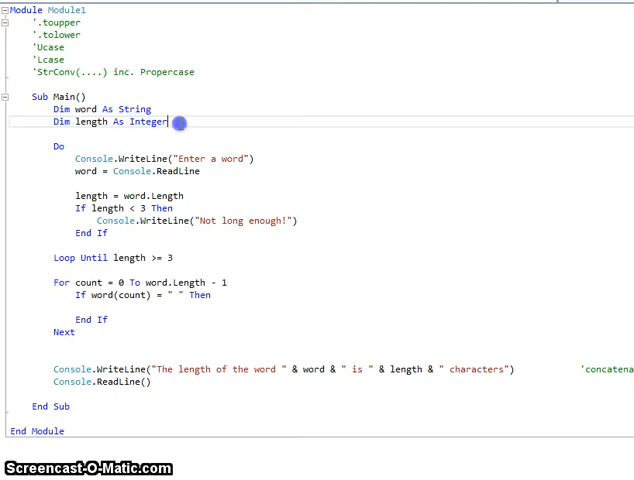 Module Module1
'.toupper
'.tolower
'Ucase
'Lcase
'StrConv(....) inc. Propercase
Sub Main()
Dim word As String
Dim length As Integer
Do
Console.WriteLine("Enter a word")
word = Console.ReadLine
length = word.Length
If length < 3 Then
Console.WriteLine("Not long enough!")
End If
Loop Until length >= 3
For count = 0 To word.Length - 1
If word(count) = " " Then
End If
Next
Console.WriteLine("The length of the word " & word & " is " & length & " characters") 'concatena
Console.ReadLine()
End Sub
End Module
Screencast-O-Matic.com